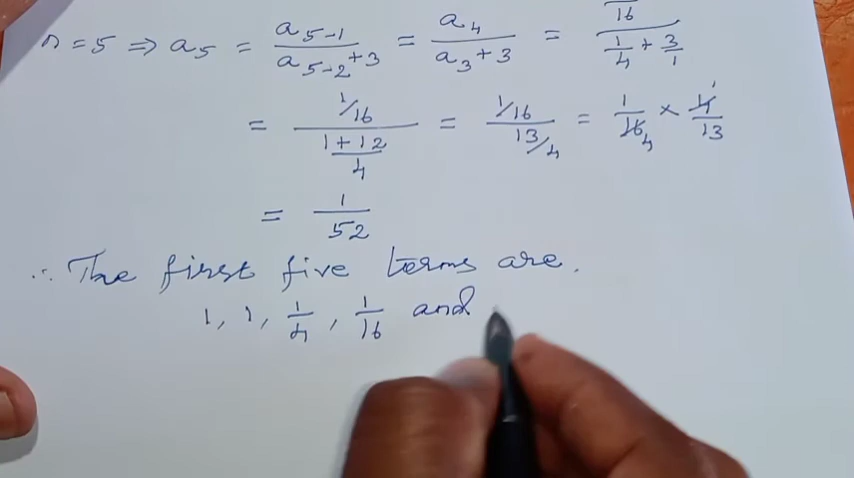 n = 5 ⇒ a₅ = a₅₋₁ / (a₅₋₂ + 3) = a₄ / (a₃ + 3) = (1/16) / (1/4 + 3/1)
= (1/16) / ((1 + 12)/4) = (1/16) / (13/4) = 1/16 4 × 4 1/13
= 1/52
∴ The first five terms are.
1, 1, 1/4, 1/16 and